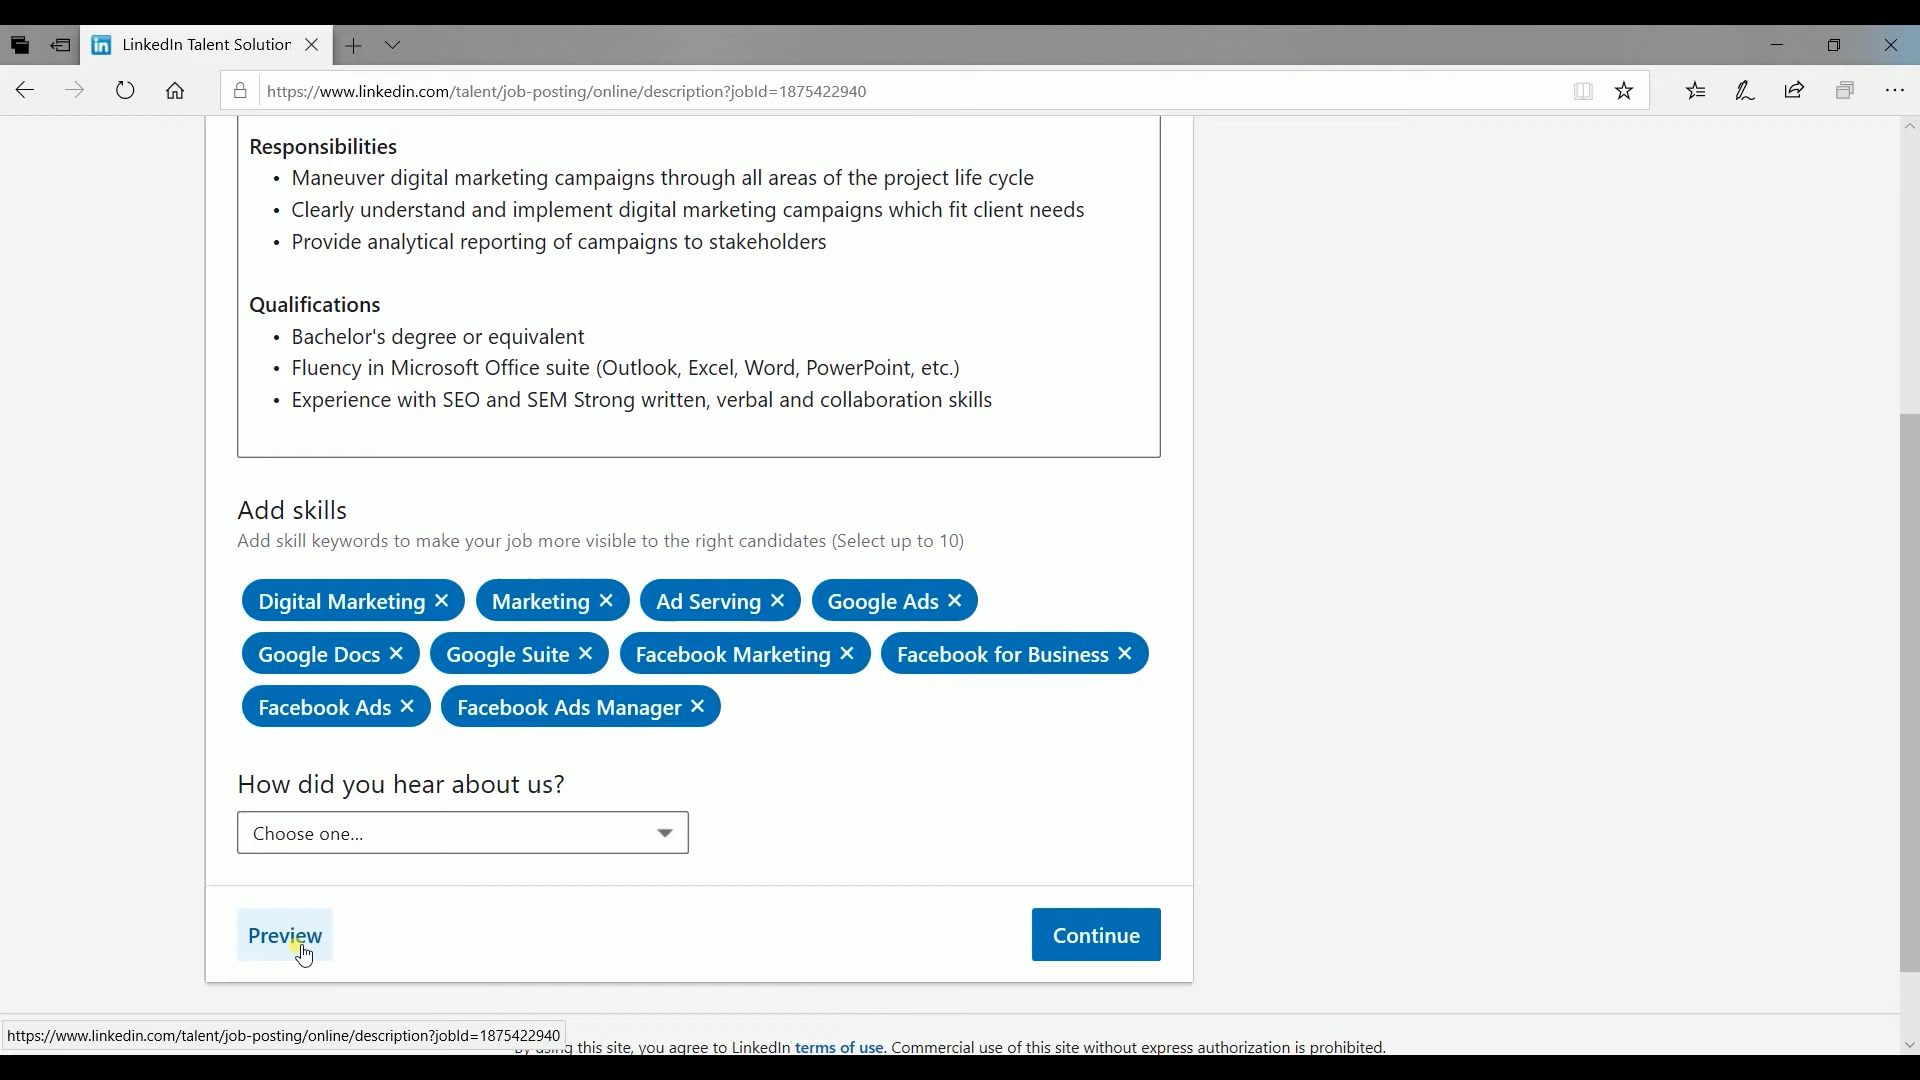 LinkedIn Talent Solution
https://www.linkedin.com/talent/job-posting/online/description?jobId=1875422940
Responsibilities
• Maneuver digital marketing campaigns through all areas of the project life cycle
• Clearly understand and implement digital marketing campaigns which fit client needs
• Provide analytical reporting of campaigns to stakeholders
Qualifications
• Bachelor's degree or equivalent
• Fluency in Microsoft Office suite (Outlook, Excel, Word, PowerPoint, etc.)
• Experience with SEO and SEM Strong written, verbal and collaboration skills
Add skills
Add skill keywords to make your job more visible to the right candidates (Select up to 10)
Digital Marketing × Marketing × Ad Serving × Google Ads ×
Google Docs × Google Suite × Facebook Marketing × Facebook for Business ×
Facebook Ads × Facebook Ads Manager ×
How did you hear about us?
Choose one...
Preview Continue
https://www.linkedin.com/talent/job-posting/online/description?jobId=1875422940
this site, you agree to LinkedIn terms of use. Commercial use of this site without express authorization is prohibited.